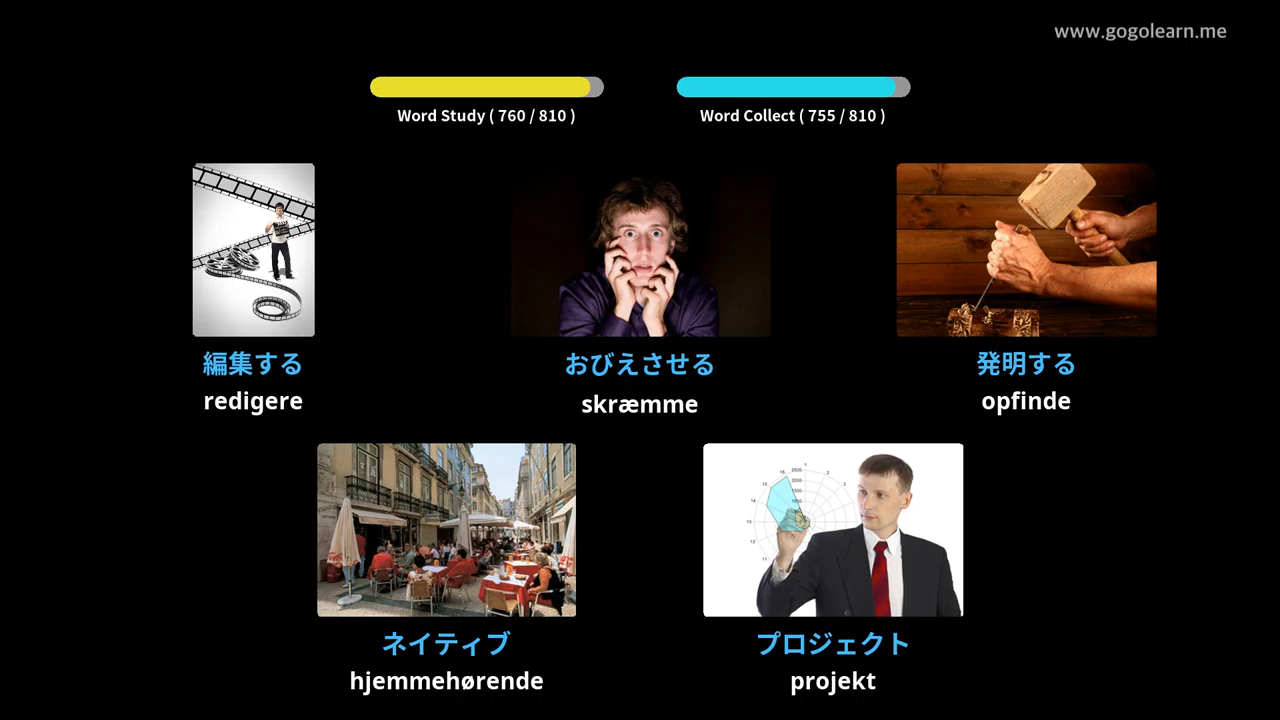 www.gogolearn.me
Word Study ( 760 / 810 )
Word Collect ( 755 / 810 )
編集する
redigere
おびえさせる
skræmme
発明する
opfinde
ネイティブ
hjemmehørende
プロジェクト
projekt